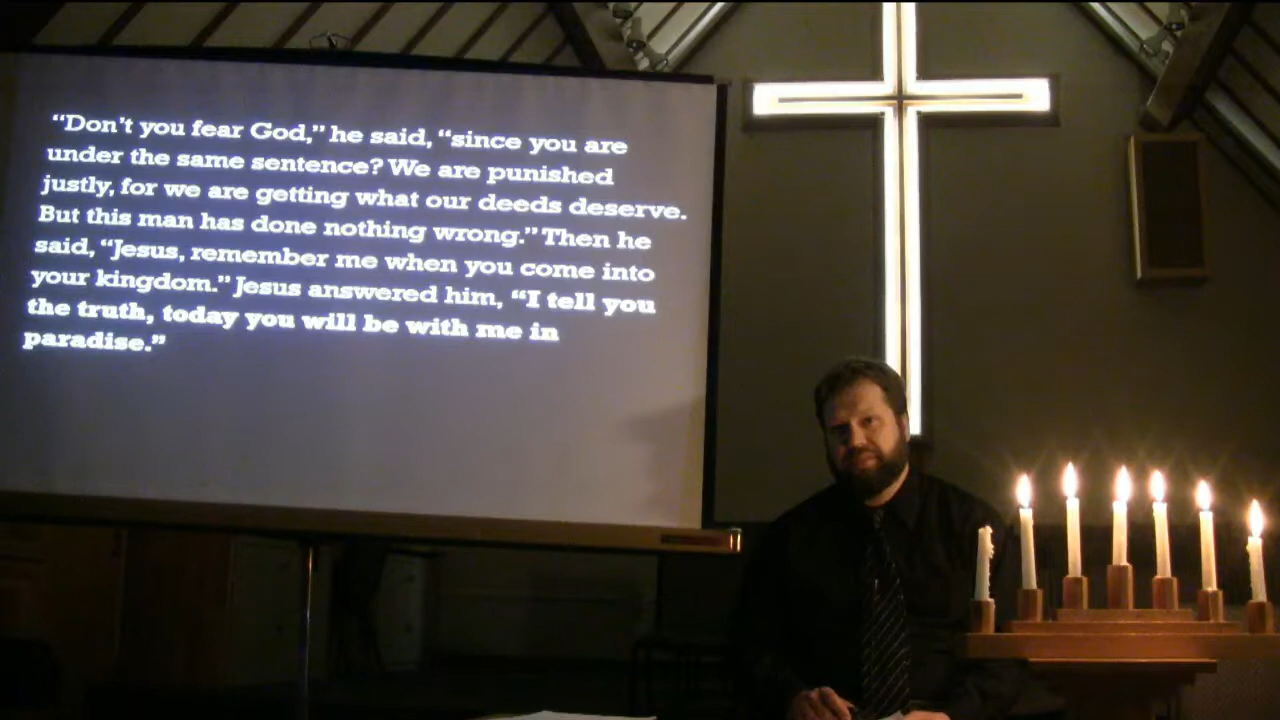 “Don’t you fear God,” he said, “since you are
under the same sentence? We are punished
justly, for we are getting what our deeds deserve.
But this man has done nothing wrong.” Then he
said, “Jesus, remember me when you come into
your kingdom.” Jesus answered him, “I tell you
the truth, today you will be with me in
paradise.”